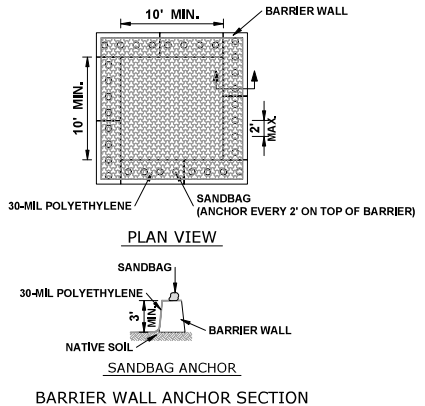 10' MIN.
BARRIER WALL
10' MIN.
2'
MAX.
30-MIL POLYETHYLENE
SANDBAG
(ANCHOR EVERY 2' ON TOP OF BARRIER)
PLAN VIEW
SANDBAG
30-MIL POLYETHYLENE
3'
MIN.
BARRIER WALL
NATIVE SOIL
SANDBAG ANCHOR
BARRIER WALL ANCHOR SECTION